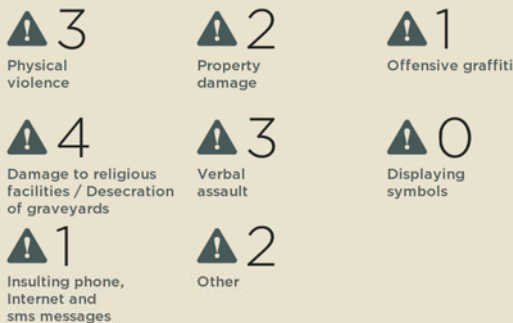 3
Physical
violence
2
Property
damage
1
Offensive graffiti
4
Damage to religious
facilities / Desecration
of graveyards
3
Verbal
assault
0
Displaying
symbols
1
Insulting phone,
Internet and
sms messages
2
Other